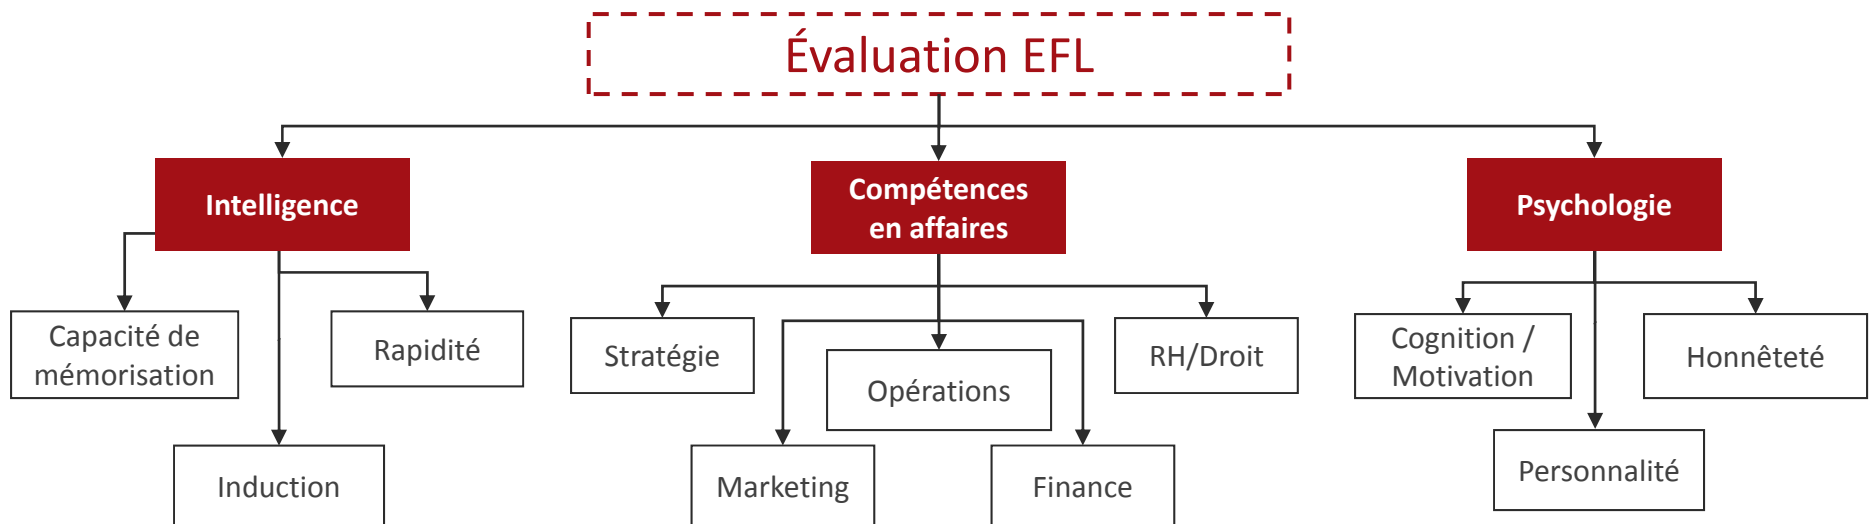 Évaluation EFL
Intelligence
Compétences
en affaires
Psychologie
Capacité de
mémorisation
Rapidité
Induction
Stratégie
Opérations
RH/Droit
Marketing
Finance
Cognition /
Motivation
Honnêteté
Personnalité